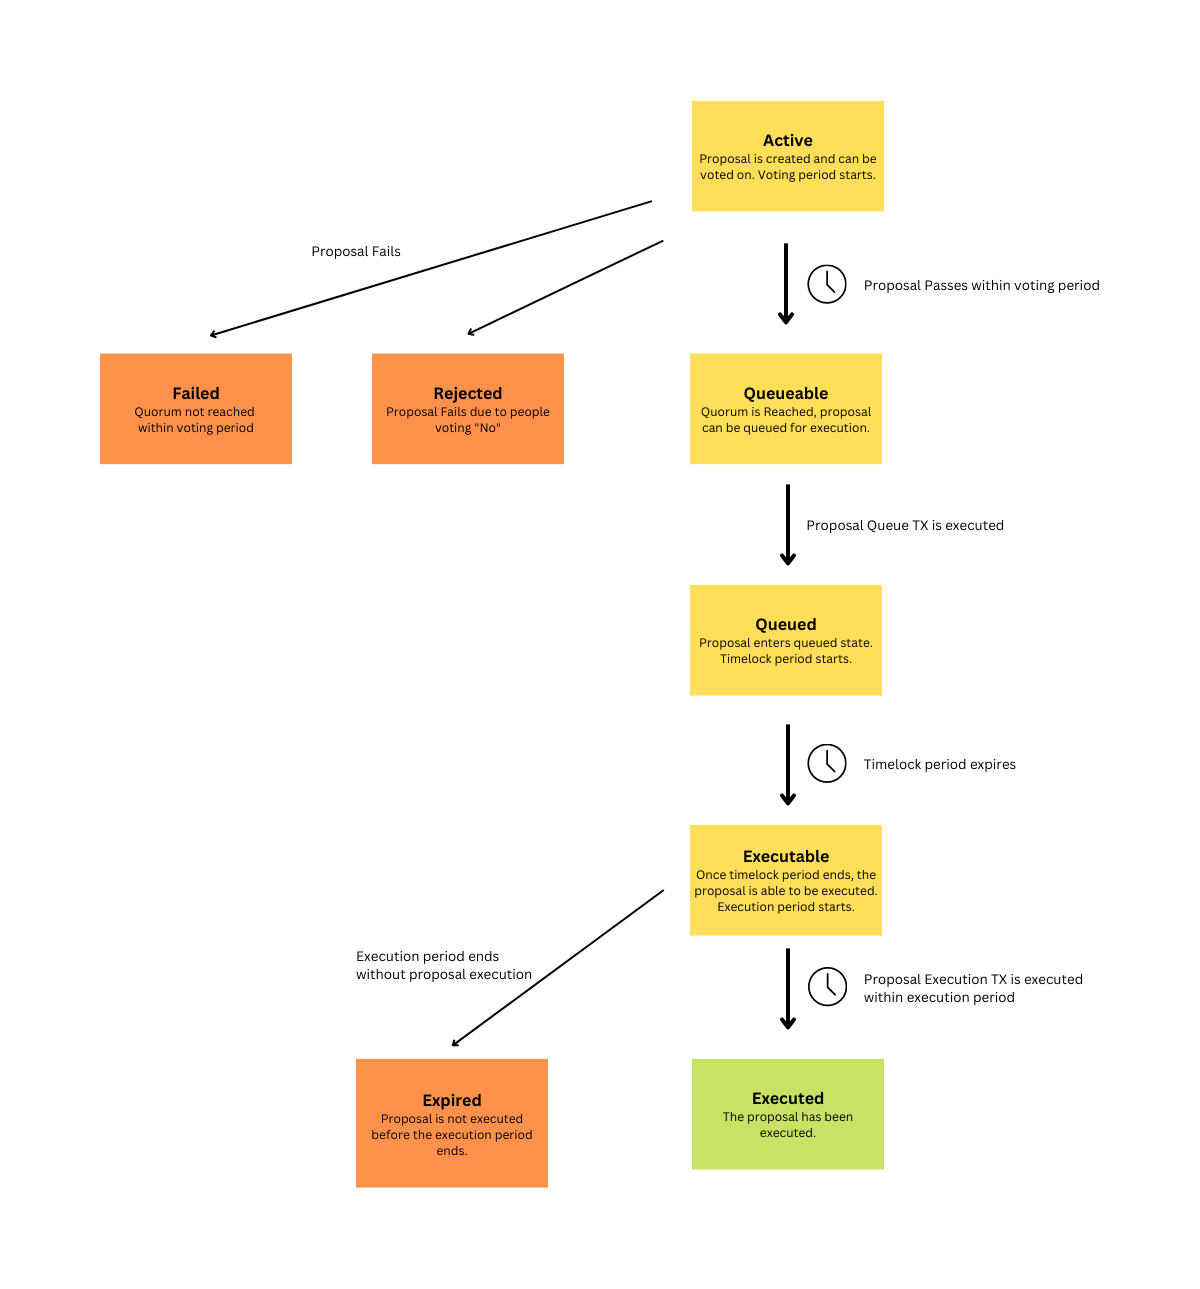 Active
Proposal is created and can be
voted on. Voting period starts.
Proposal Fails
Proposal Passes within voting period
Failed
Quorum not reached
within voting period
Rejected
Proposal Fails due to people
voting "No"
Queueable
Quorum is Reached, proposal
can be queued for execution.
Proposal Queue TX is executed
Queued
Proposal enters queued state.
Timelock period starts.
Timelock period expires
Executable
Once timelock period ends, the
proposal is able to be executed.
Execution period starts.
Execution period ends
without proposal execution
Proposal Execution TX is executed
within execution period
Expired
Proposal is not executed
before the execution period
ends.
Executed
The proposal has been
executed.